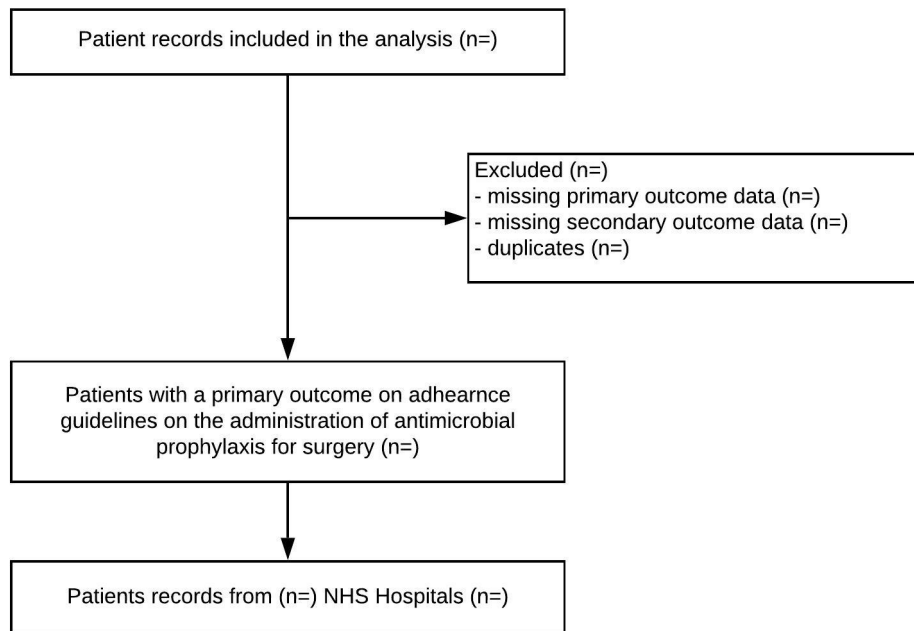 Patient records included in the analysis (n=)
Excluded (n=)
- missing primary outcome data (n=)
- missing secondary outcome data (n=)
- duplicates (n=)
Patients with a primary outcome on adhearnce
guidelines on the administration of antimicrobial
prophylaxis for surgery (n=)
Patients records from (n=) NHS Hospitals (n=)